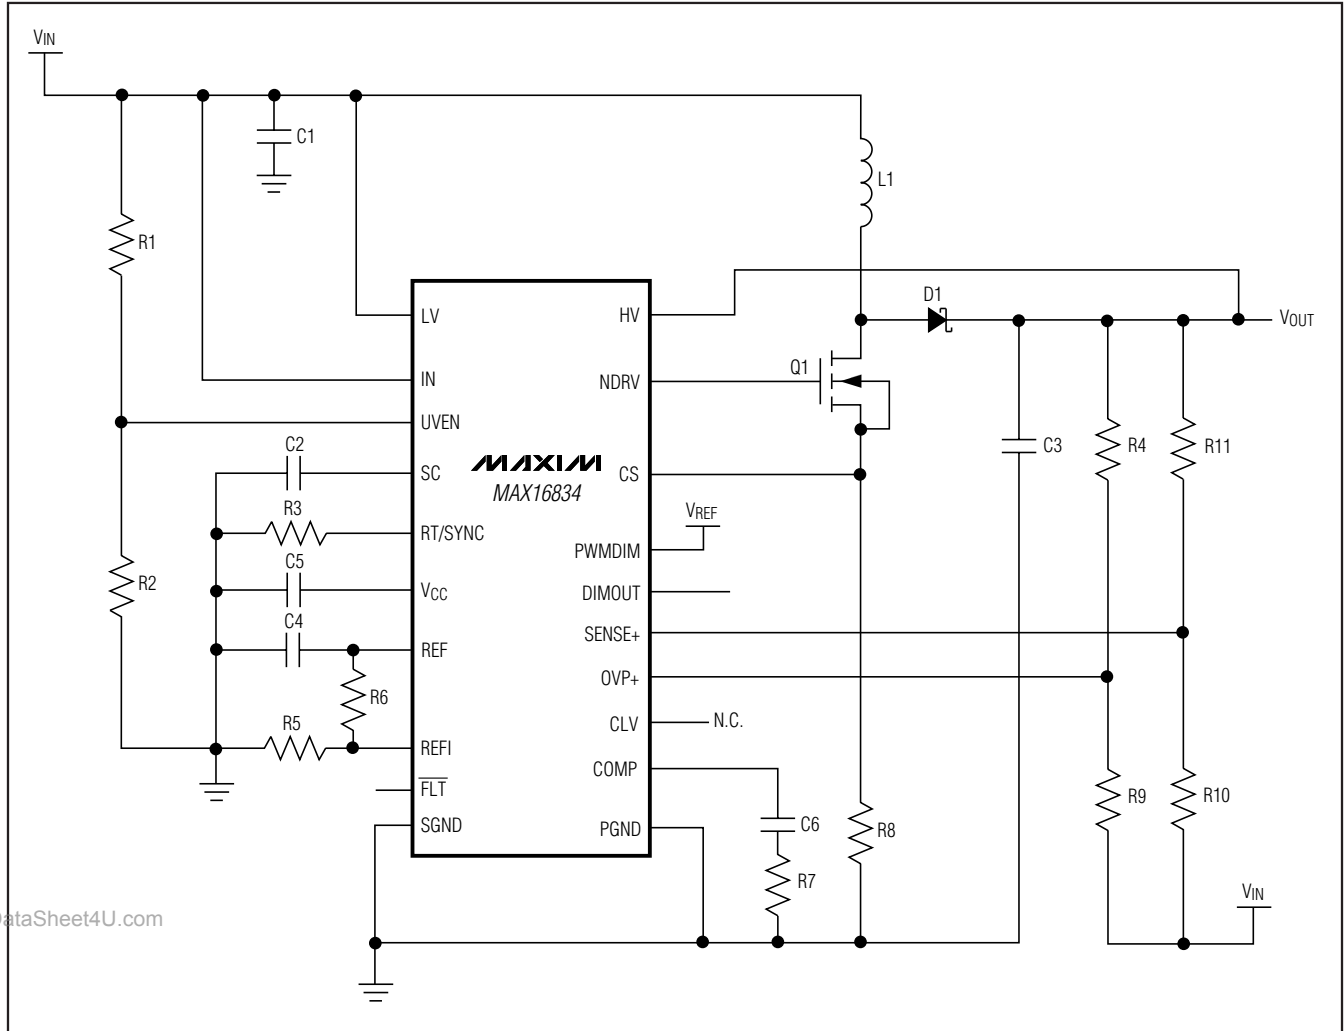 VIN
C1
L1
R1
D1
LV
HV
VOUT
Q1
IN
NDRV
UVEN
C2
C3
R4
R11
MAXIM
SC
CS
MAX16834
R3
VREF
RT/SYNC
PWMDIM
C5
R2
VCC
DIMOUT
C4
SENSE+
REF
OVP+
R6
R5
CLV
N.C.
REFI
COMP
FLT
R9
R10
SGND
PGND
C6
R8
R7
VIN
ataSheet4U.com